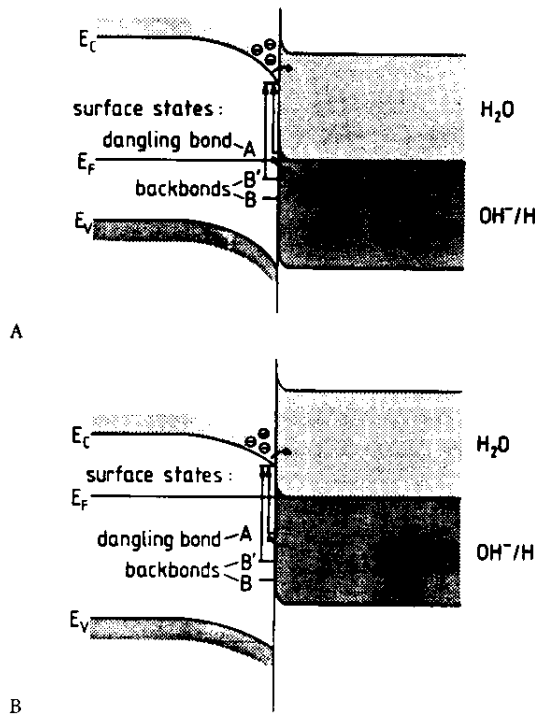 E_C
surface states :
dangling bond A
E_F
backbonds B'
B
E_V
H₂O
OH⁻/H
A
E_C
surface states :
E_F
dangling bond A
backbonds B'
B
E_V
H₂O
OH⁻/H
B